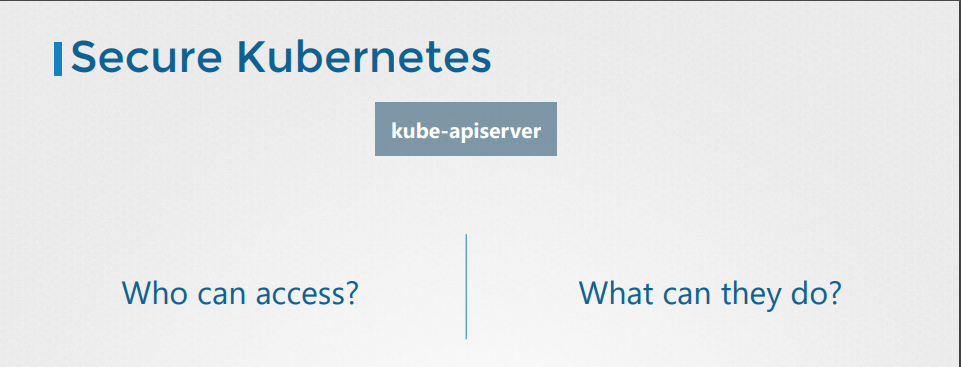 Secure Kubernetes
kube-apiserver
Who can access?
What can they do?